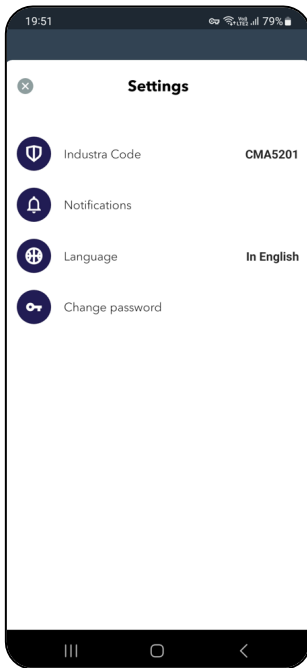 19:51
79%
Settings
Industra Code CMA5201
Notifications
Language In English
Change password